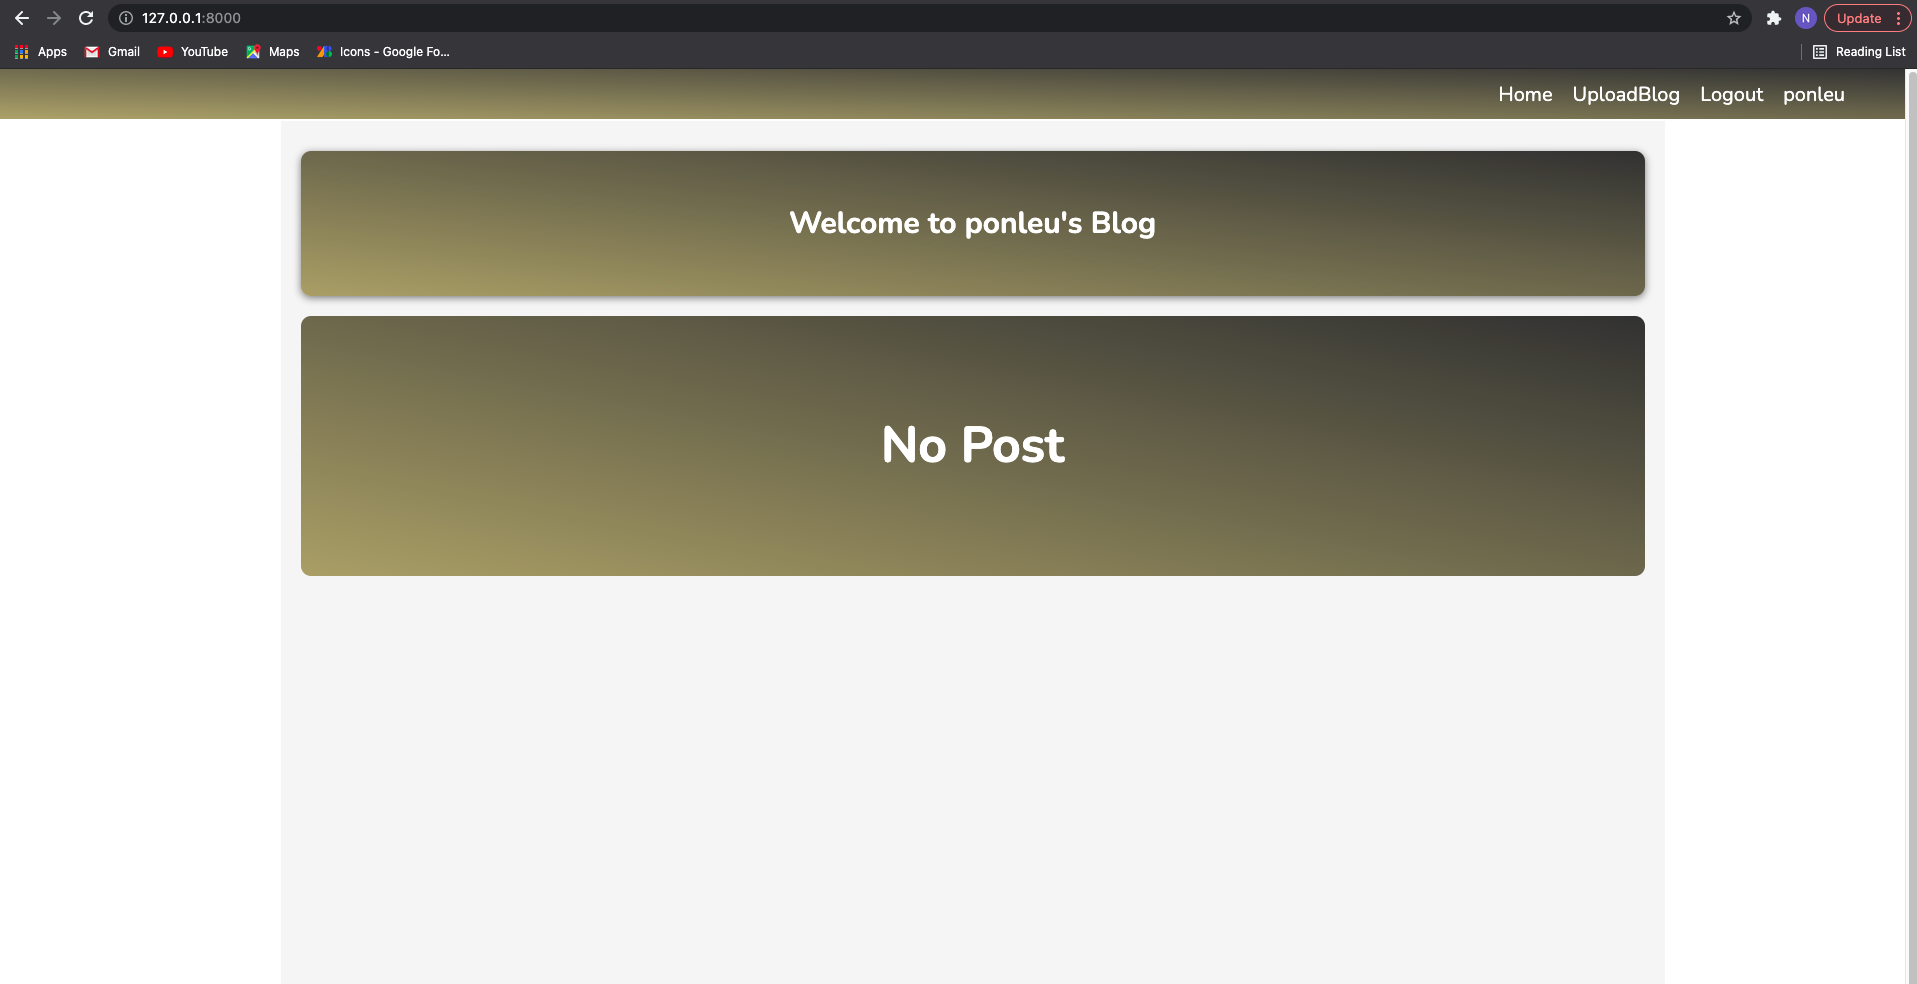 127.0.0.1:8000
N
Update
Apps
Gmail
YouTube
Maps
Icons - Google Fo...
Reading List
Home
UploadBlog
Logout
ponleu
Welcome to ponleu's Blog
No Post